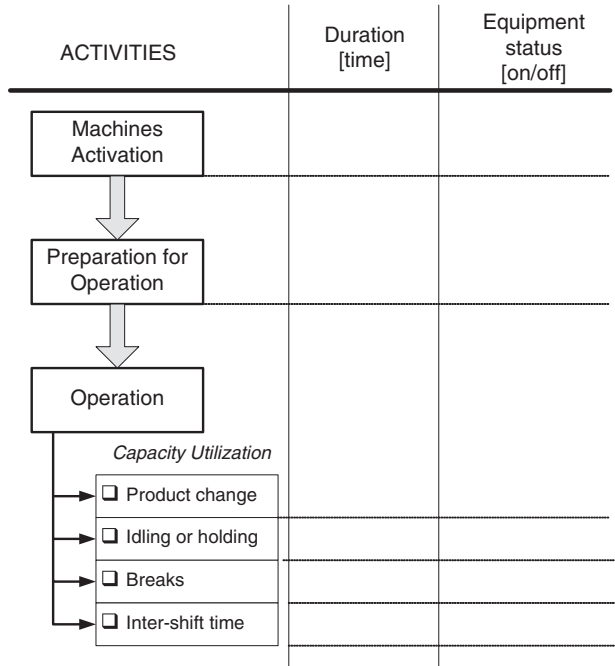 ACTIVITIES
Duration
[time]
Equipment
status
[on/off]
Machines
Activation
Preparation for
Operation
Operation
Capacity Utilization
Product change
Idling or holding
Breaks
Inter-shift time